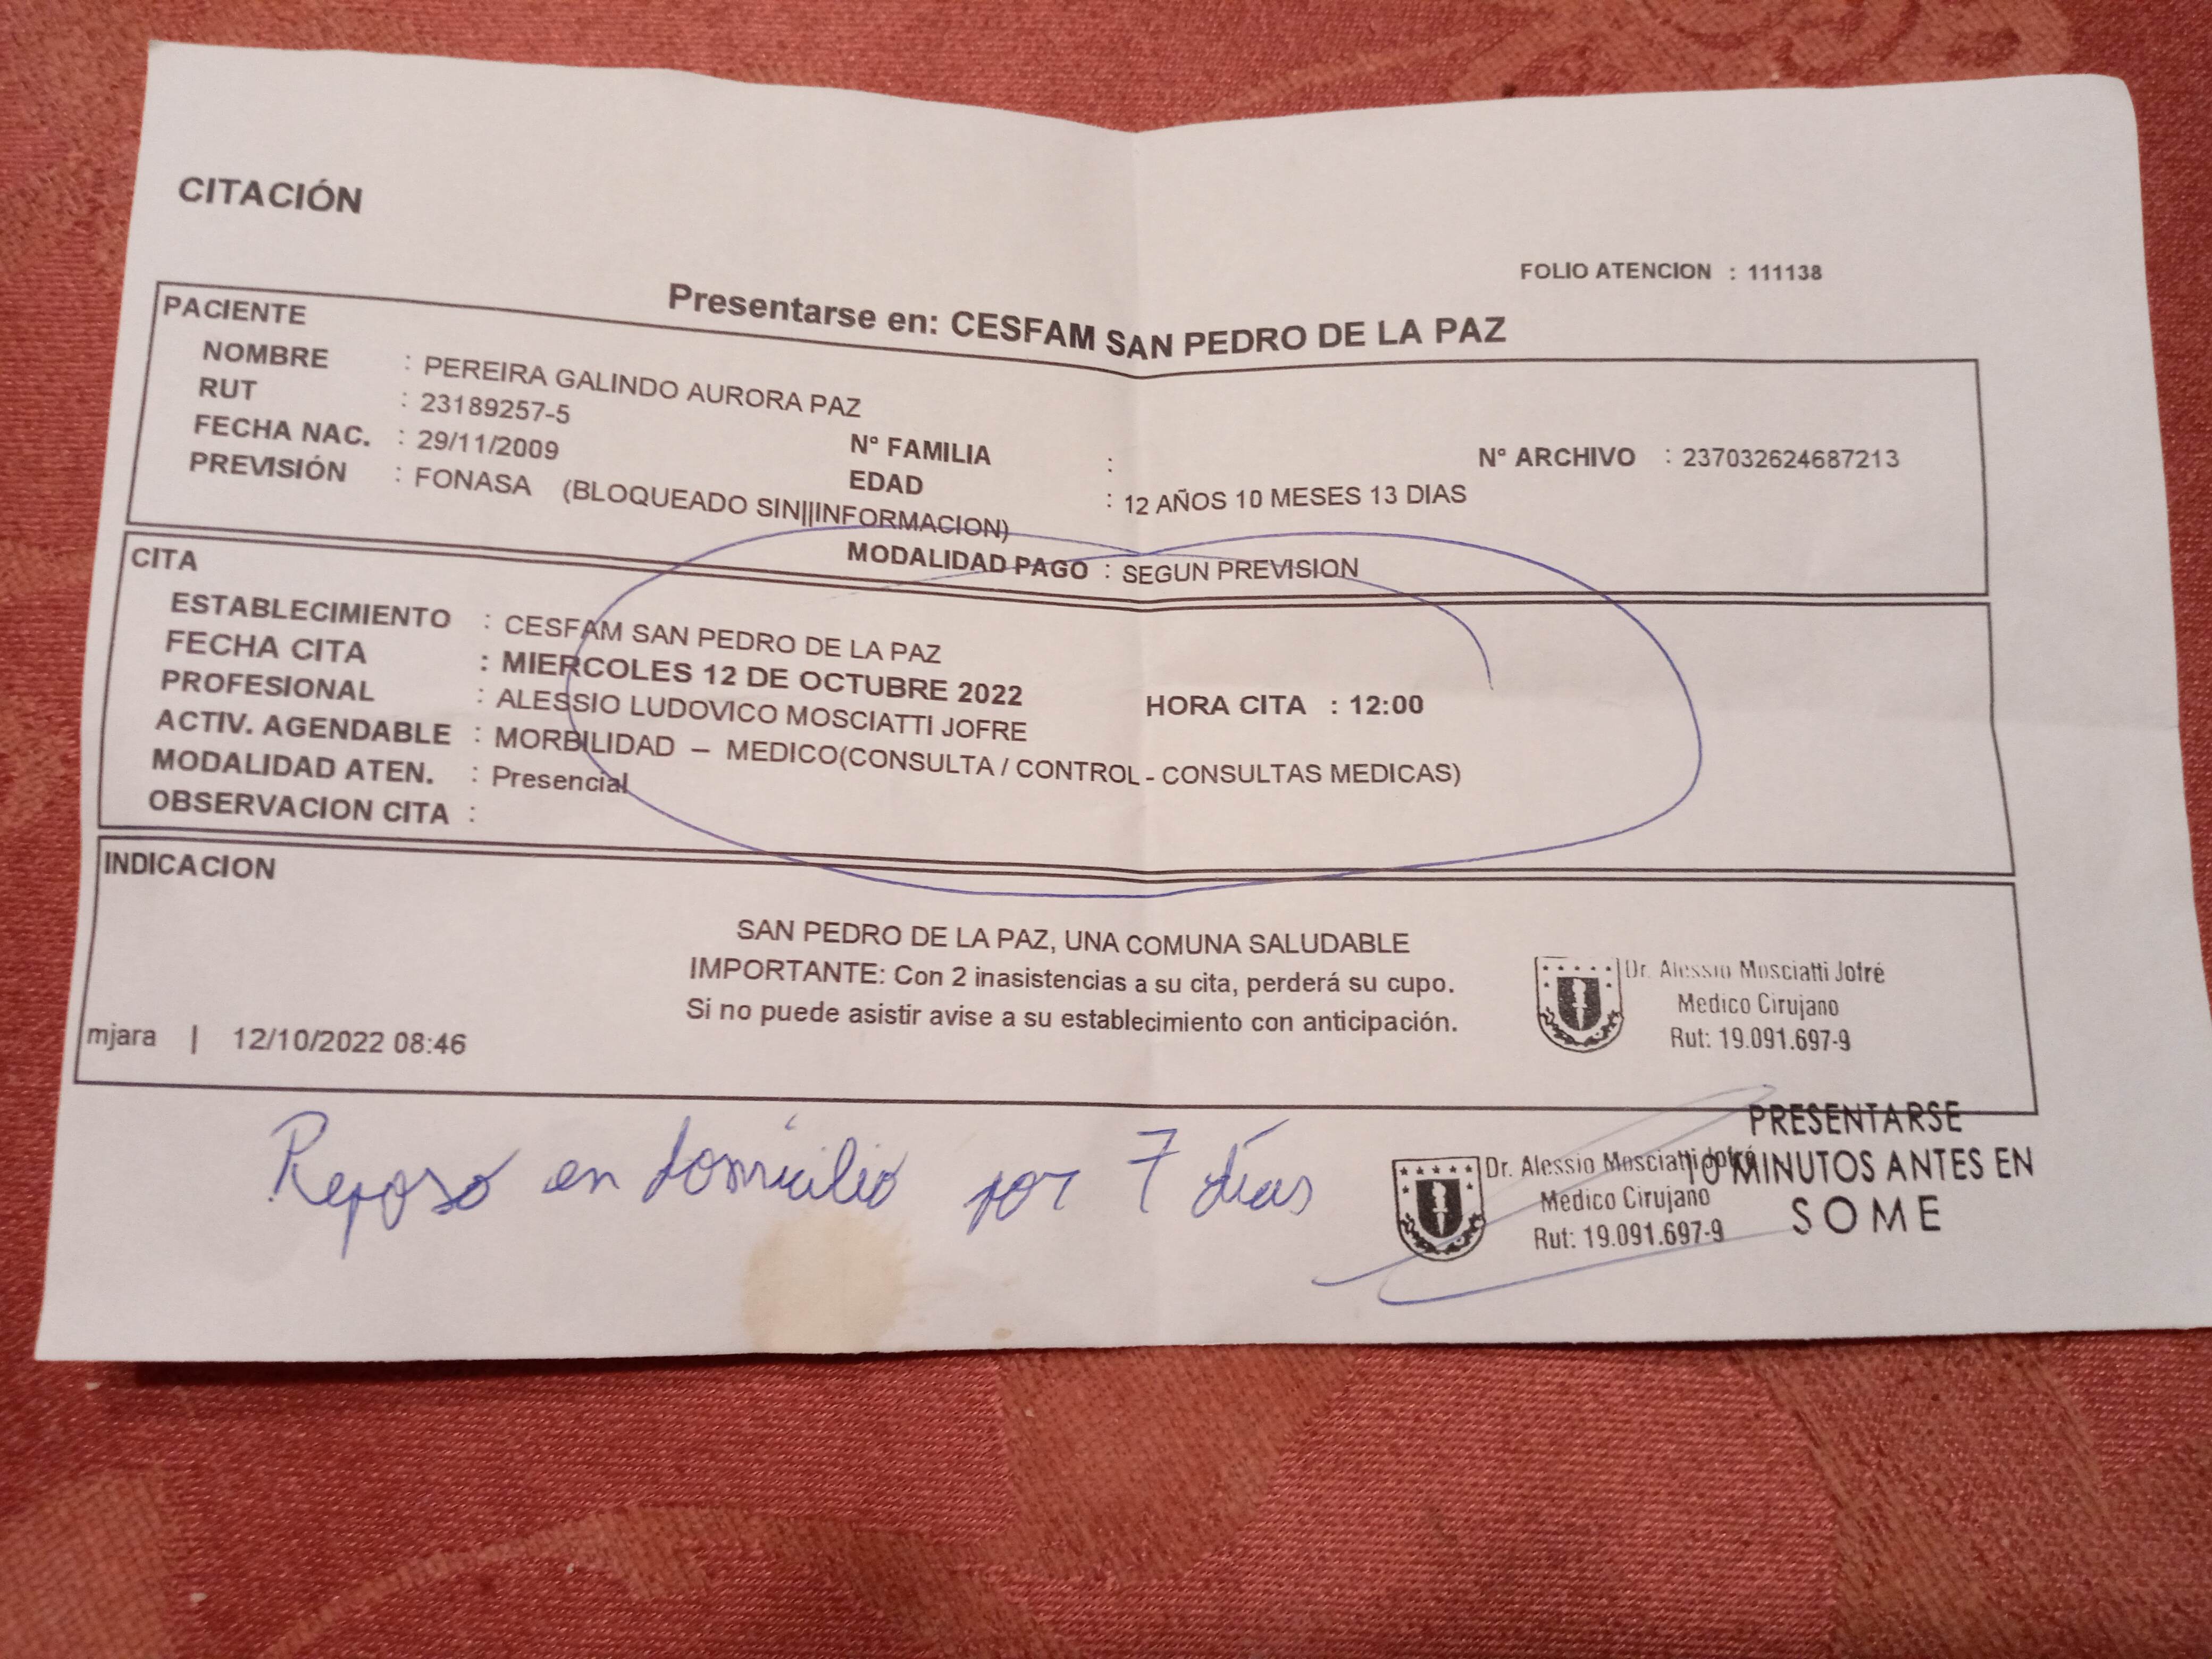 CITACIÓN
FOLIO ATENCION : 111138
Presentarse en: CESFAM SAN PEDRO DE LA PAZ
PACIENTE
NOMBRE : PEREIRA GALINDO AURORA PAZ
RUT : 23189257-5
FECHA NAC. : 29/11/2009 N° FAMILIA : N° ARCHIVO : 237032624687213
EDAD : 12 AÑOS 10 MESES 13 DIAS
PREVISIÓN : FONASA (BLOQUEADO SIN||INFORMACION)
MODALIDAD PAGO : SEGUN PREVISION
CITA
ESTABLECIMIENTO : CESFAM SAN PEDRO DE LA PAZ
FECHA CITA : MIERCOLES 12 DE OCTUBRE 2022 HORA CITA : 12:00
PROFESIONAL : ALESSIO LUDOVICO MOSCIATTI JOFRE
ACTIV. AGENDABLE : MORBILIDAD – MEDICO(CONSULTA / CONTROL - CONSULTAS MEDICAS)
MODALIDAD ATEN. : Presencial
OBSERVACION CITA :
INDICACION
SAN PEDRO DE LA PAZ, UNA COMUNA SALUDABLE
IMPORTANTE: Con 2 inasistencias a su cita, perderá su cupo.
Si no puede asistir avise a su establecimiento con anticipación.
mjara | 12/10/2022 08:46
Dr. Alessio Mosciatti Jofré
Medico Cirujano
Rut: 19.091.697-9
Reposo en domicilio por 7 días
Dr. Alessio Mosciatti Jofré
Medico Cirujano
Rut: 19.091.697-9
PRESENTARSE
10 MINUTOS ANTES EN
SOME